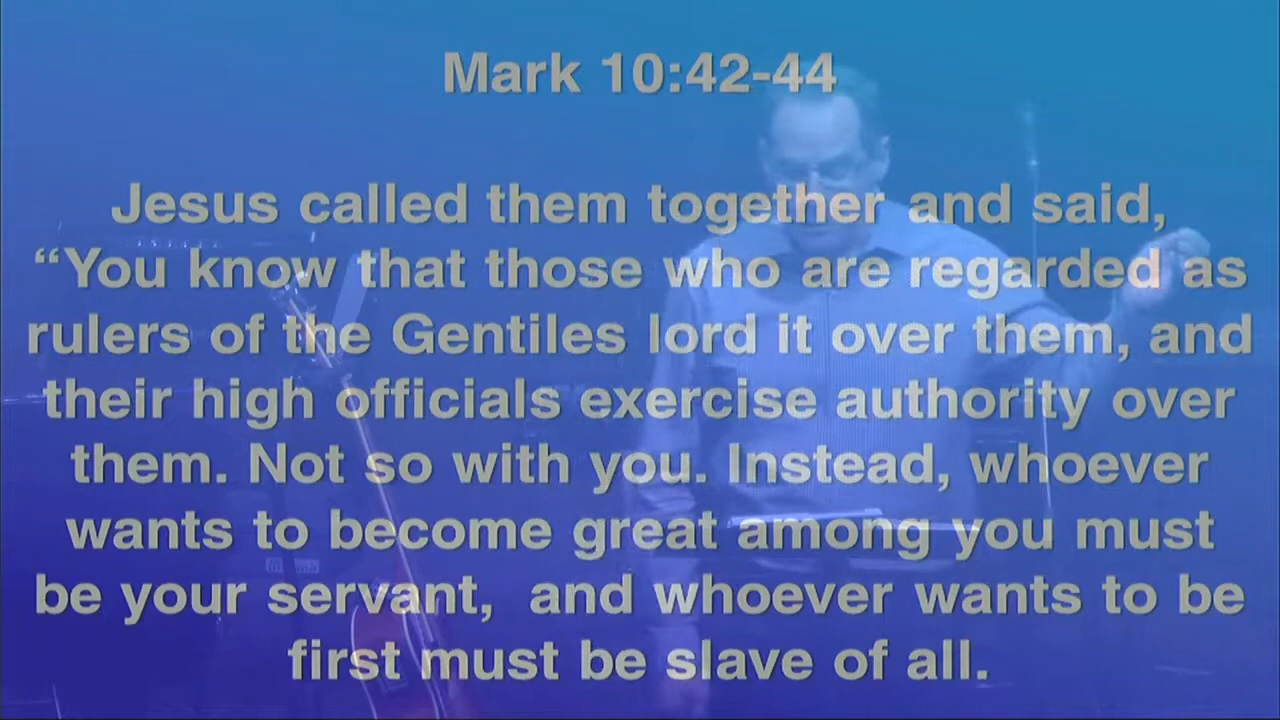 Mark 10:42-44
Jesus called them together and said,
“You know that those who are regarded as
rulers of the Gentiles lord it over them, and
their high officials exercise authority over
them. Not so with you. Instead, whoever
wants to become great among you must
be your servant,  and whoever wants to be
first must be slave of all.